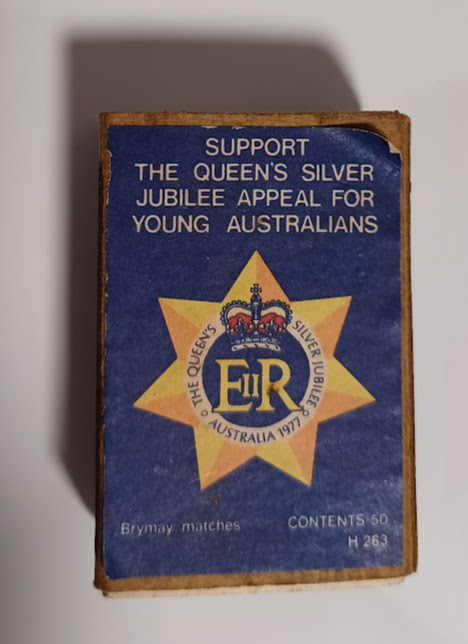 SUPPORT
THE QUEEN'S SILVER
JUBILEE APPEAL FOR
YOUNG AUSTRALIANS
THE QUEEN'S SILVER JUBILEE
EIIR
AUSTRALIA 1977
Brymay matches
CONTENTS 50
H 263